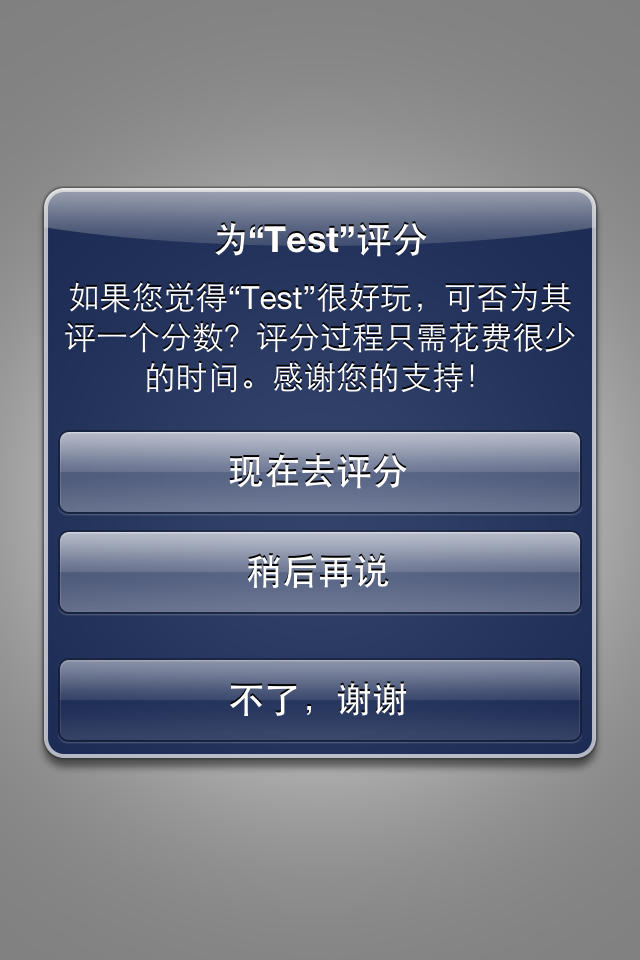 为“Test”评分
如果您觉得“Test”很好玩，可否为其
评一个分数？评分过程只需花费很少
的时间。感谢您的支持！
现在去评分
稍后再说
不了，谢谢